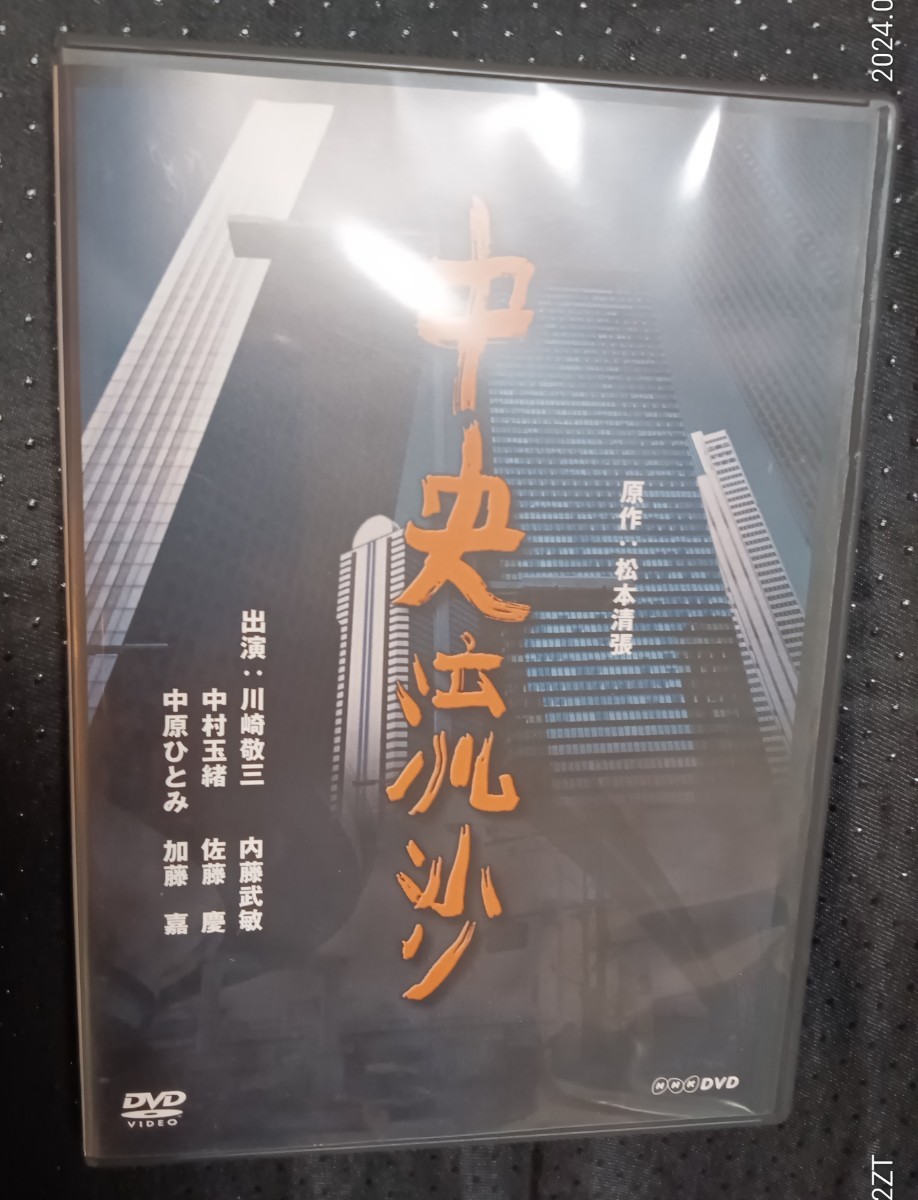 中央流沙
原作：松本清張
出演：川崎敬三　内藤武敏
中村玉緒　佐藤　慶
中原ひとみ　加藤　嘉
DVD
VIDEO
NHK DVD
2024.0
2ZT